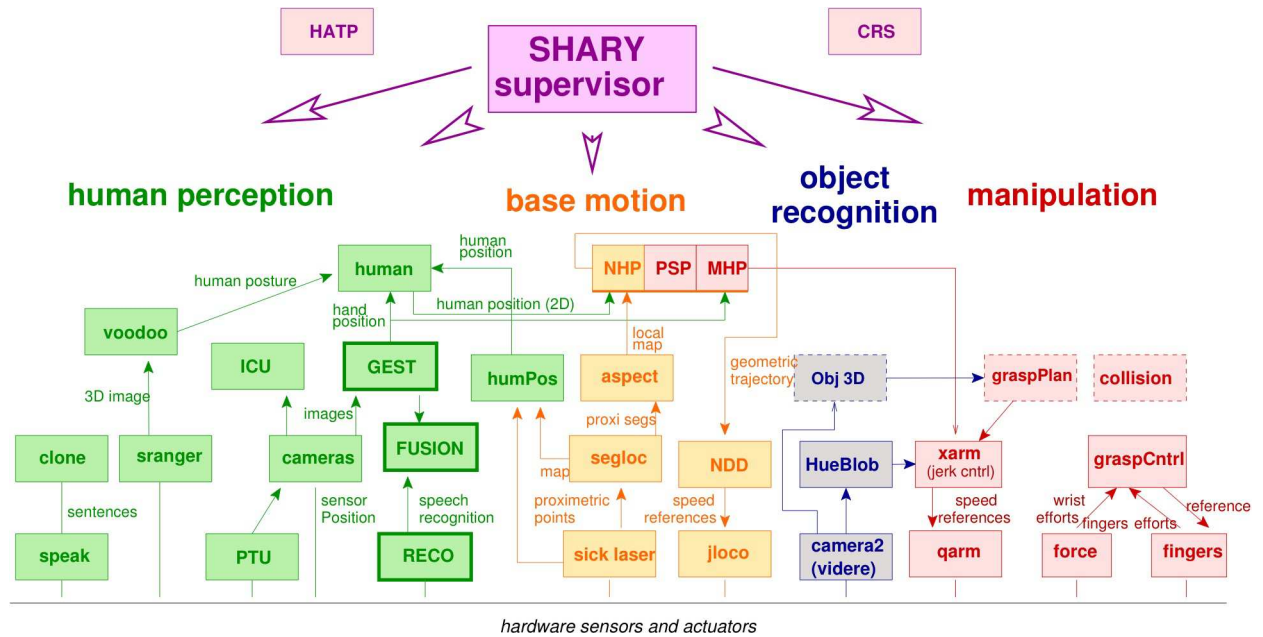 HATP
CRS
SHARY
supervisor
human perception
base motion
object
recognition
manipulation
human
position
human
NHP
PSP
MHP
human posture
hand
position
human position (2D)
voodoo
local
map
ICU
GEST
humPos
aspect
geometric
trajectory
Obj 3D
graspPlan
collision
3D image
images
proxi segs
clone
sranger
cameras
FUSION
segloc
NDD
HueBlob
xarm
(jerk cntrl)
graspCntrl
map
sentences
sensor
Position
speech
recognition
proximetric
points
speed
references
speed
references
wrist
efforts
fingers efforts
reference
speak
PTU
RECO
sick laser
jloco
camera2
(videre)
qarm
force
fingers
hardware sensors and actuators